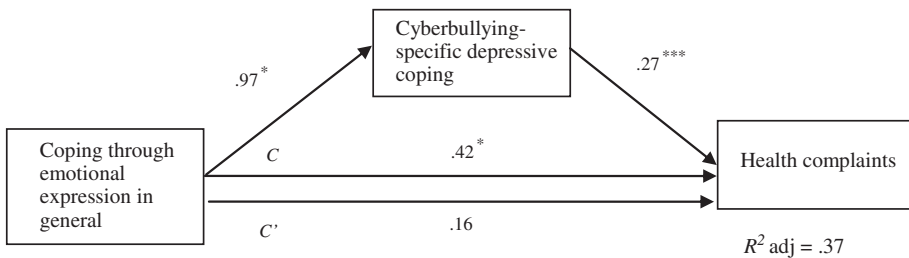 Cyberbullying-
specific depressive
coping
.97*
.27***
Coping through
emotional
expression in
general
C
.42*
Health complaints
C'
.16
R² adj = .37